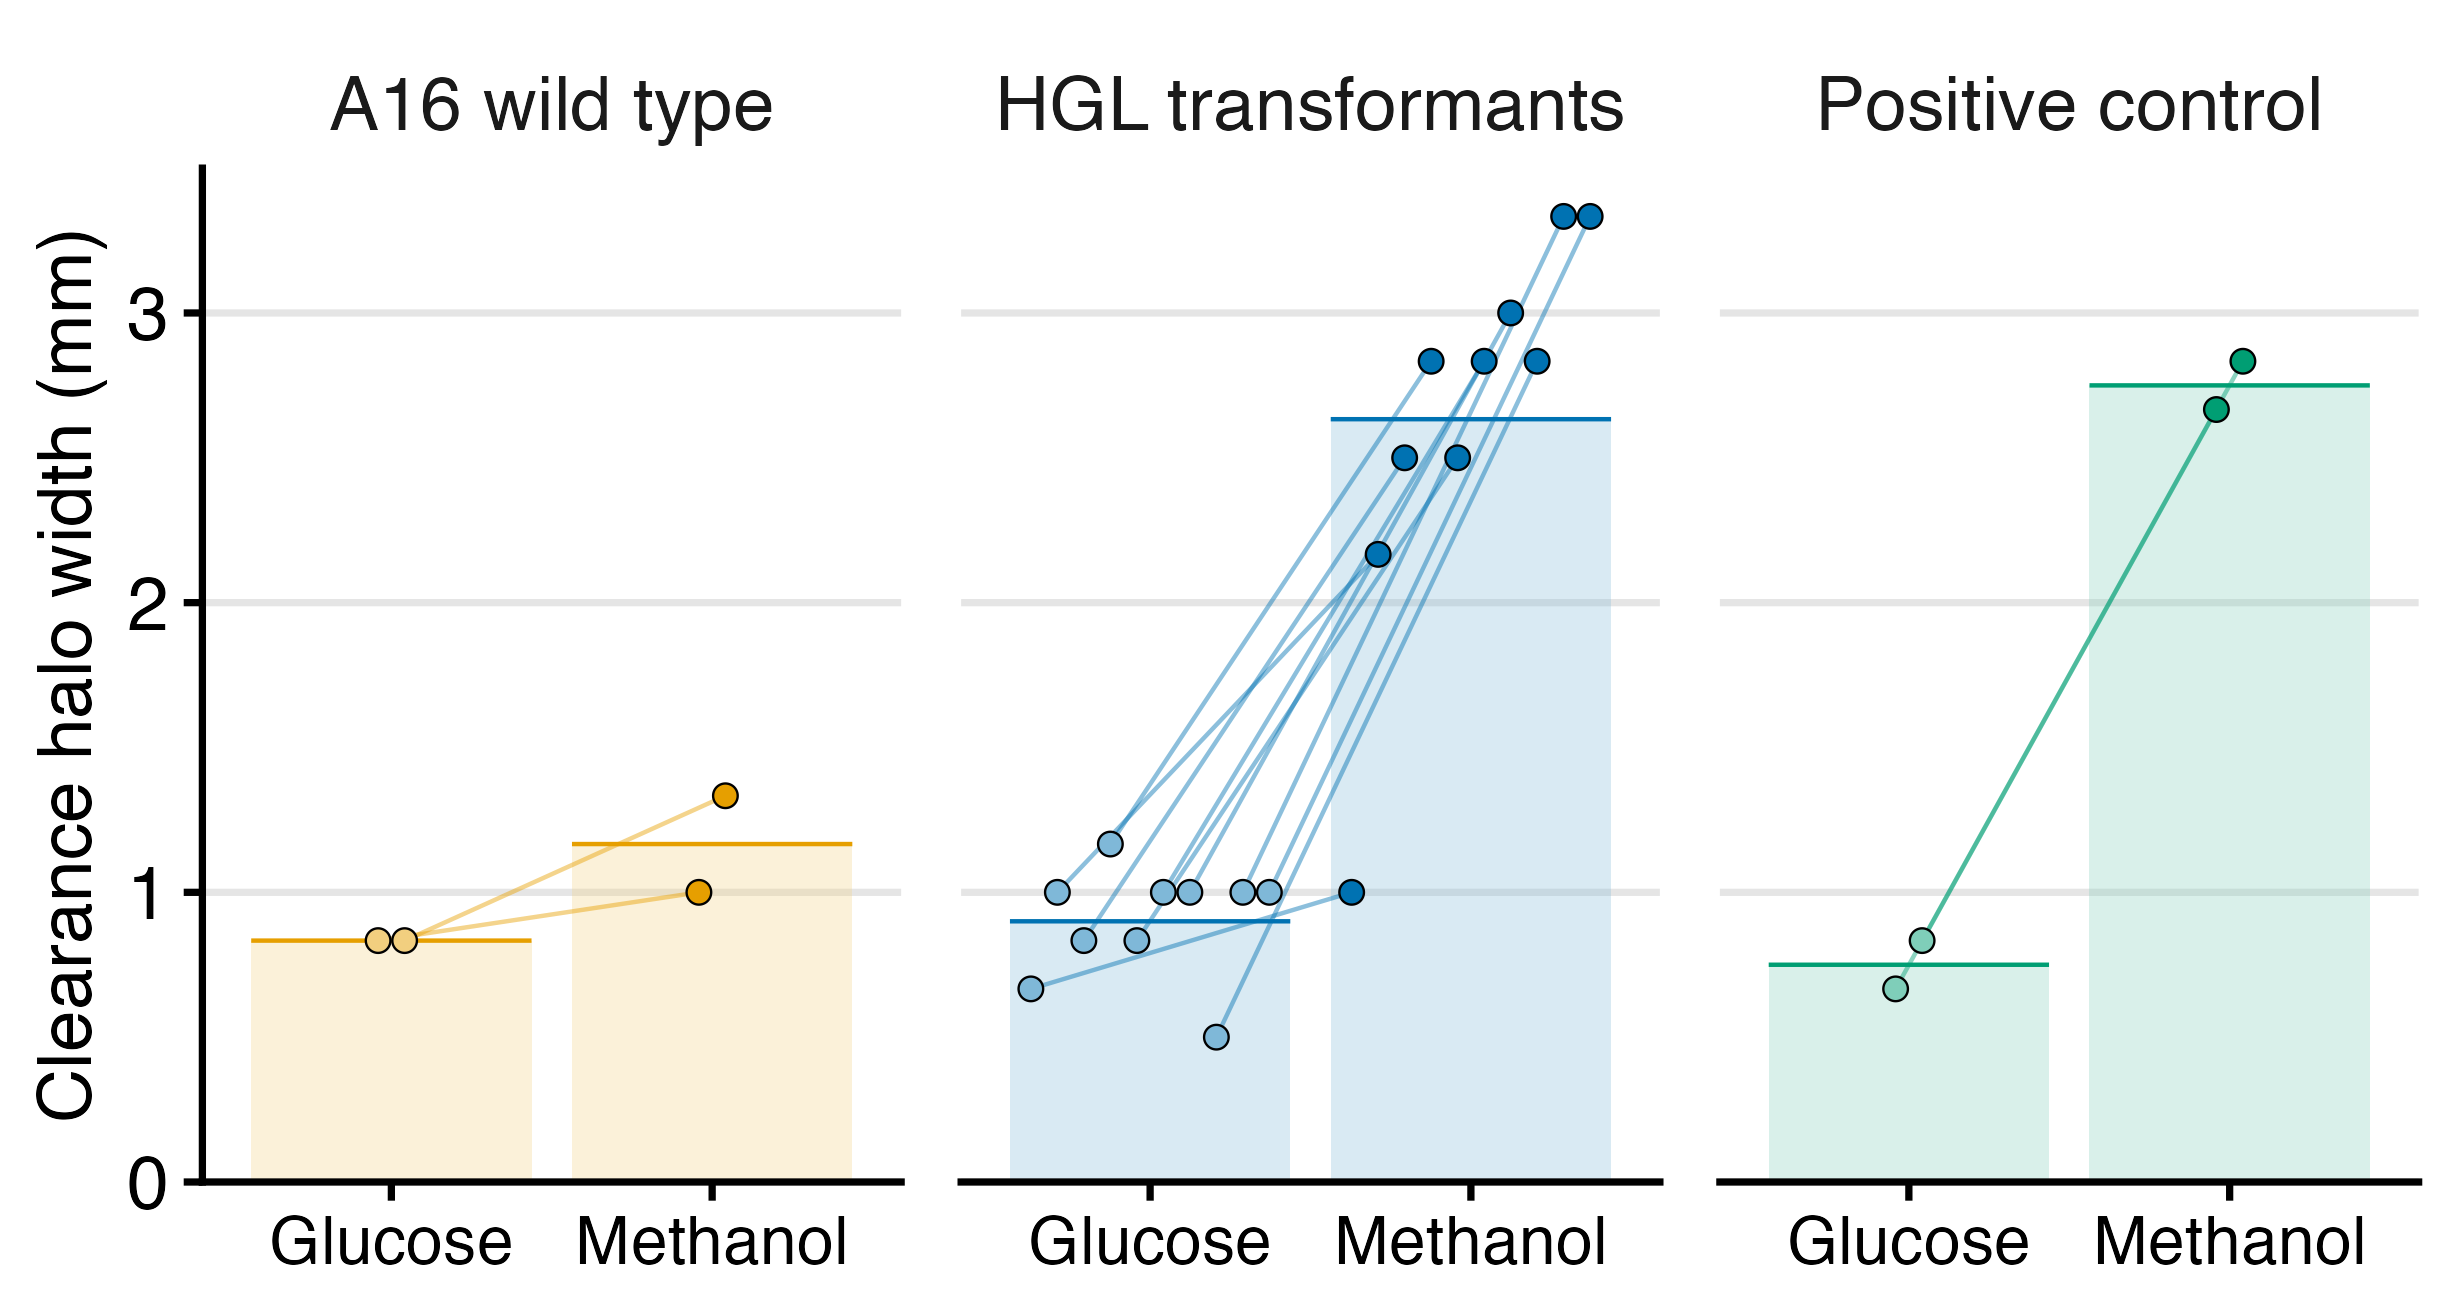 A16 wild type
HGL transformants
Positive control
Clearance halo width (mm)
3
2
1
0
Glucose
Methanol
Glucose
Methanol
Glucose
Methanol